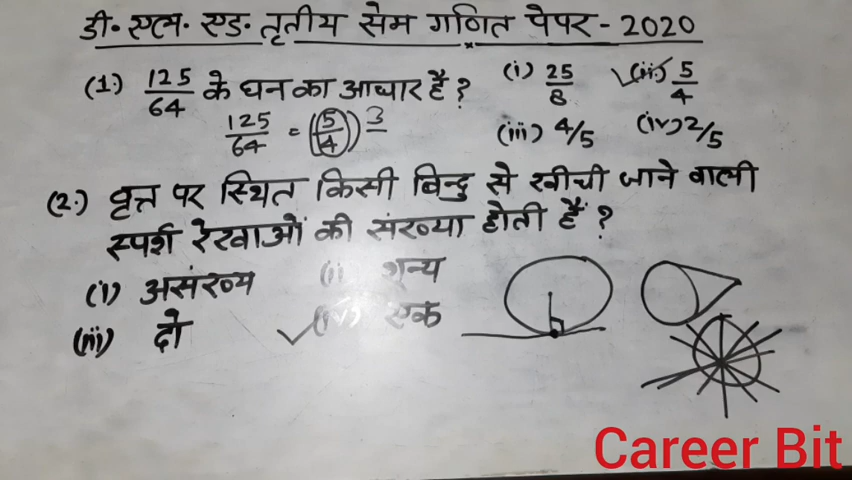 डी. एल. एड. तृतीय सेम गणित पेपर - 2020
(1.) 125/64 के घन का आधार है ? (i) 25/8 ✓(ii) 5/4
125/64 = (5/4)³ (iii) 4/5 (iv) 2/5
(2.) वृत्त पर स्थित किसी बिन्दु से खींची जाने वाली
स्पर्श रेखाओं की संख्या होती हैं ?
(i) असंख्य (ii) शून्य
(iii) दो ✓(iv) एक
Career Bit